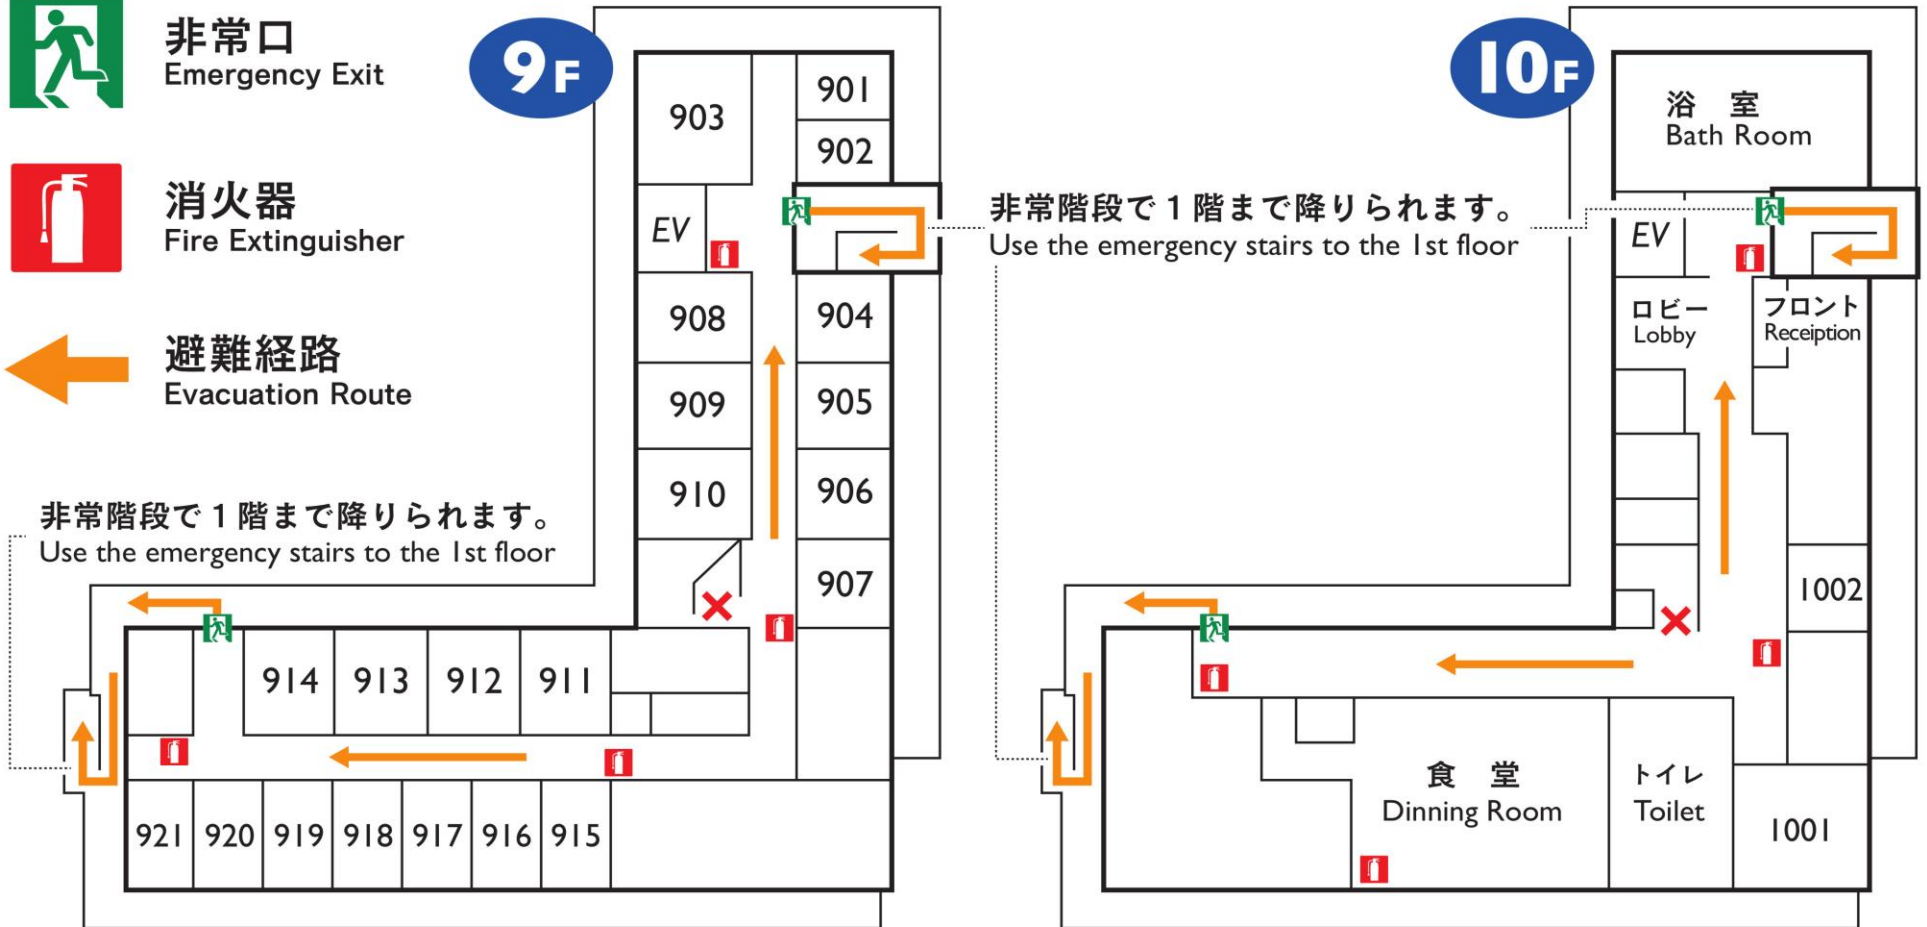 非常口
Emergency Exit
消火器
Fire Extinguisher
避難経路
Evacuation Route
非常階段で1階まで降りられます。
Use the emergency stairs to the 1st floor
9F
901
903
902
EV
908
904
909
905
910
906
907
914
913
912
911
921
920
919
918
917
916
915
非常階段で1階まで降りられます。
Use the emergency stairs to the 1st floor
10F
浴 室
Bath Room
EV
ロビー
Lobby
フロント
Receiption
1002
食 堂
Dinning Room
トイレ
Toilet
1001